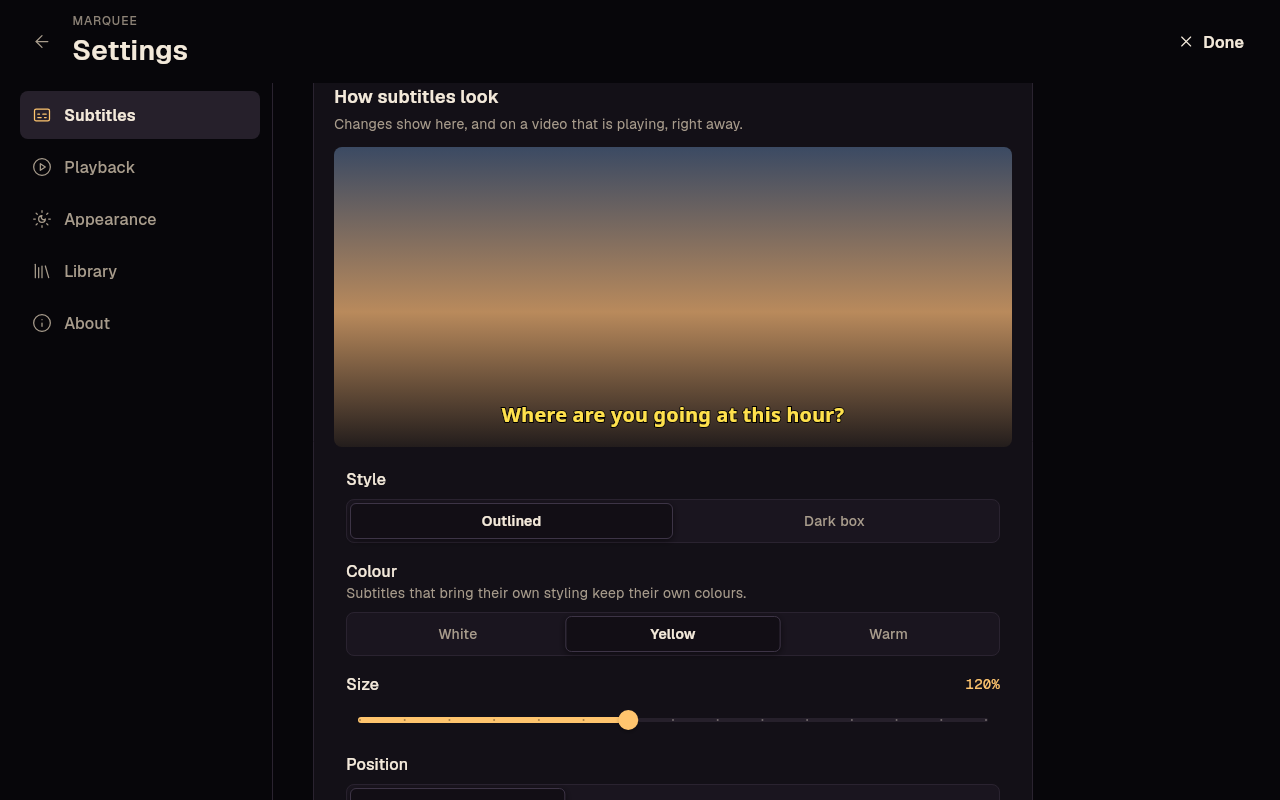 MARQUEE
Settings
Done
Subtitles
Playback
Appearance
Library
About
How subtitles look
Changes show here, and on a video that is playing, right away.
Where are you going at this hour?
Style
Outlined
Dark box
Colour
Subtitles that bring their own styling keep their own colours.
White
Yellow
Warm
Size
120%
Position